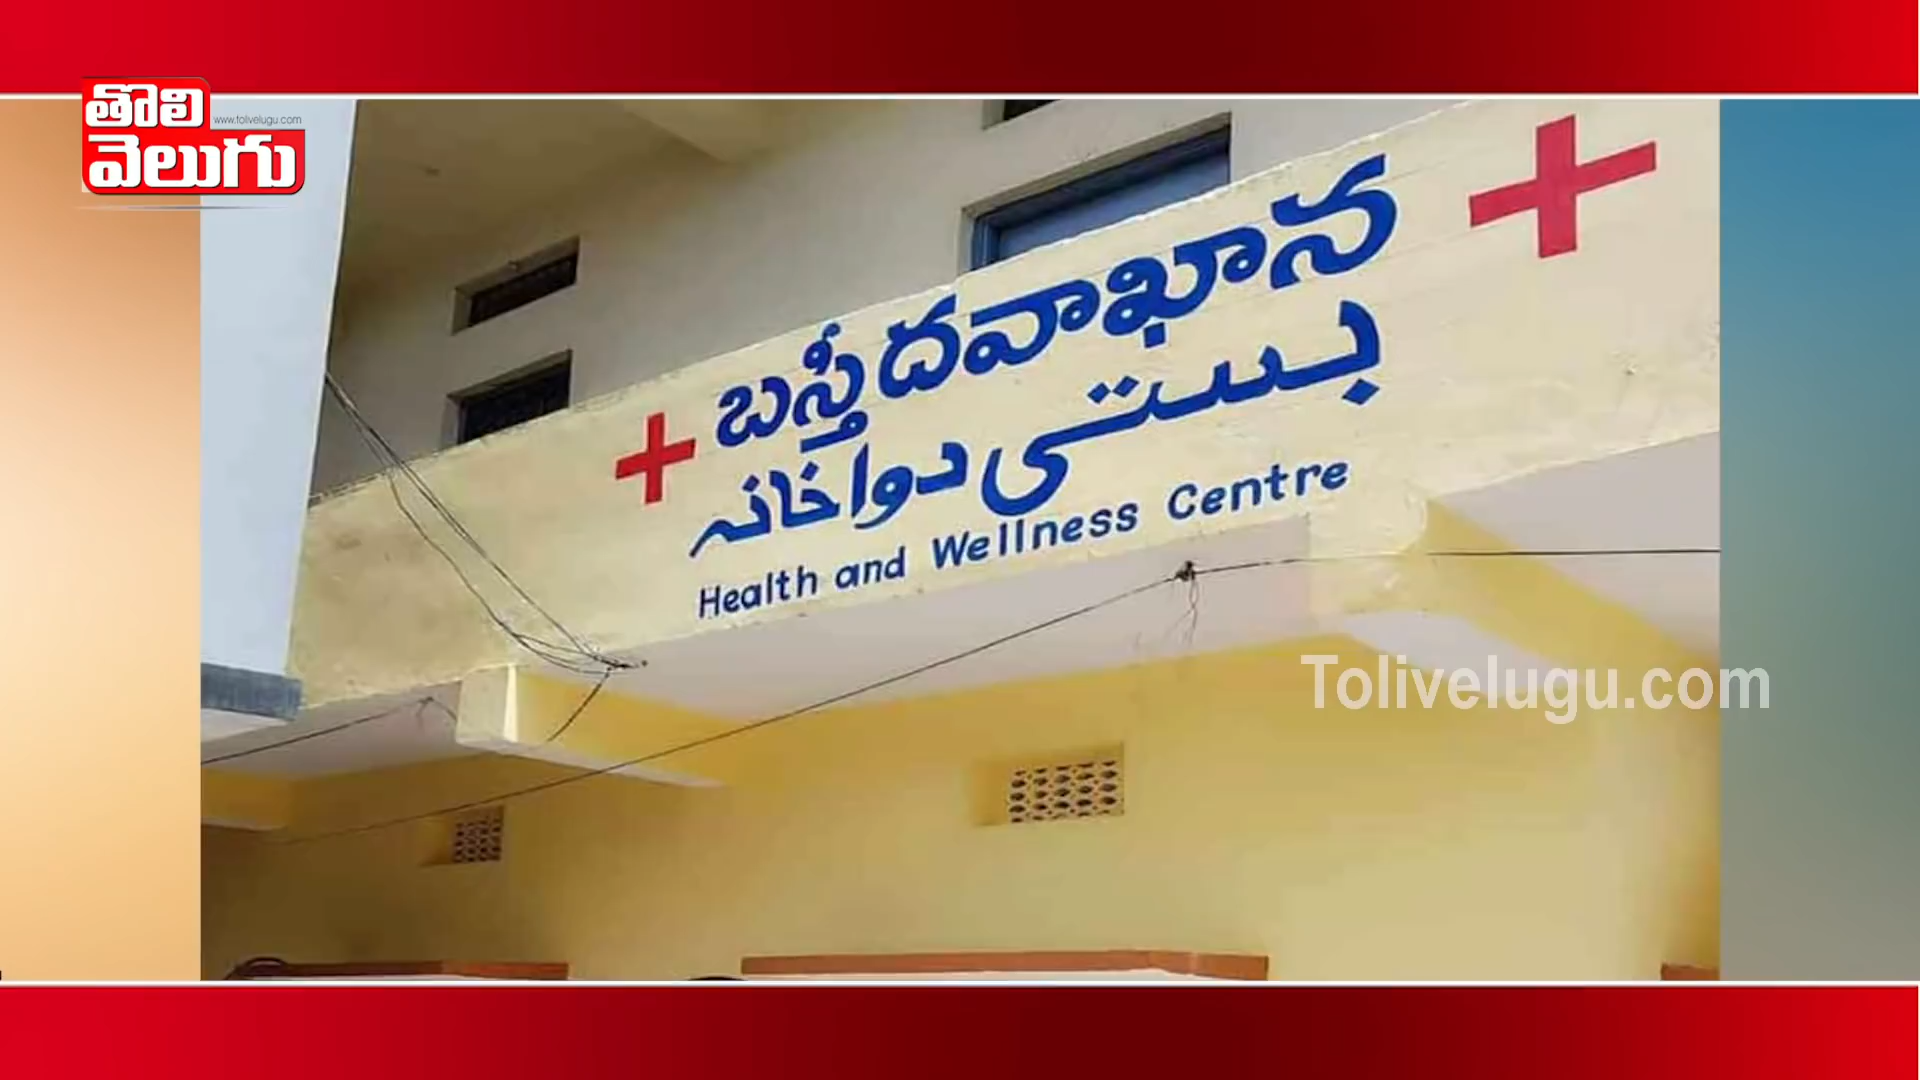 తొలి
www.tolivelugu.com
వెలుగు
బస్తీదవాఖాన
بستی دواخانہ
Health and Wellness Centre
Tolivelugu.com